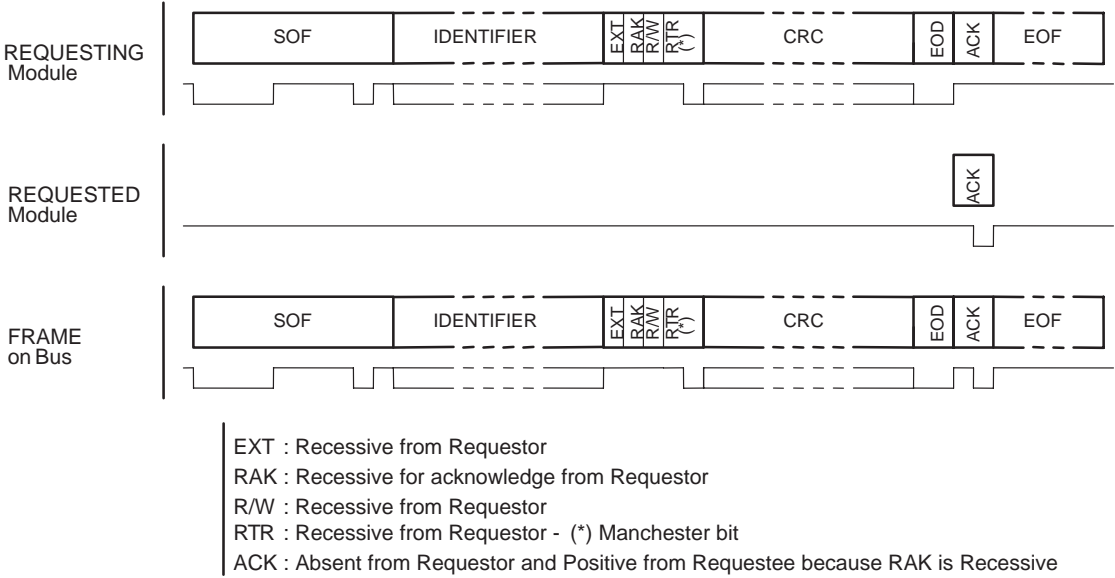 REQUESTING
Module
SOF IDENTIFIER EXT RAK R/W RTR (*) CRC EOD ACK EOF
REQUESTED
Module
ACK
FRAME
on Bus
SOF IDENTIFIER EXT RAK R/W RTR (*) CRC EOD ACK EOF
EXT : Recessive from Requestor
RAK : Recessive for acknowledge from Requestor
R/W : Recessive from Requestor
RTR : Recessive from Requestor - (*) Manchester bit
ACK : Absent from Requestor and Positive from Requestee because RAK is Recessive